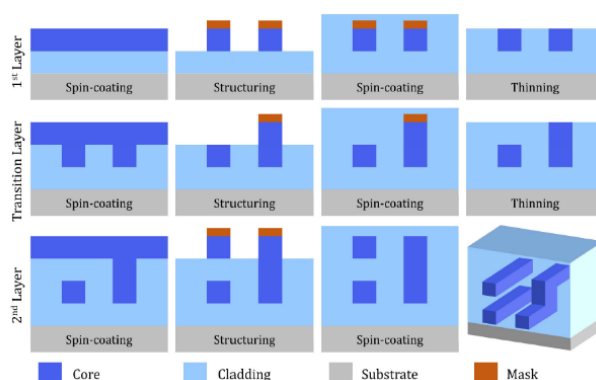 1st Layer
Spin-coating
Structuring
Spin-coating
Thinning
Transition Layer
Spin-coating
Structuring
Spin-coating
Thinning
2nd Layer
Spin-coating
Structuring
Spin-coating
Core
Cladding
Substrate
Mask